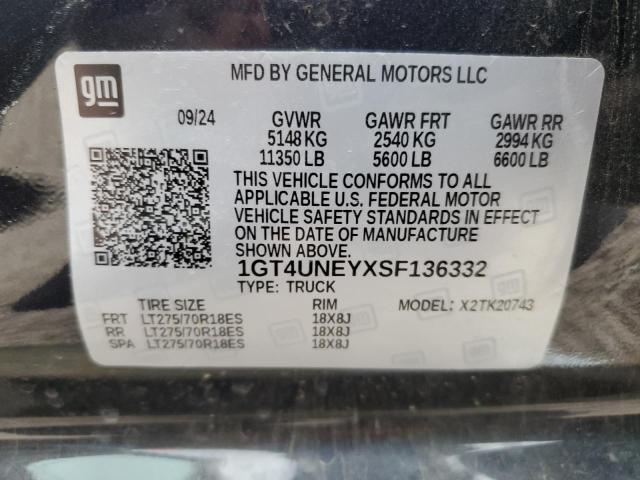 gm
MFD BY GENERAL MOTORS LLC
09/24 GVWR GAWR FRT GAWR RR
5148 KG 2540 KG 2994 KG
11350 LB 5600 LB 6600 LB
THIS VEHICLE CONFORMS TO ALL
APPLICABLE U.S. FEDERAL MOTOR
VEHICLE SAFETY STANDARDS IN EFFECT
ON THE DATE OF MANUFACTURE
SHOWN ABOVE.
1GT4UNEYXSF136332
TYPE: TRUCK
TIRE SIZE RIM MODEL: X2TK20743
FRT LT275/70R18ES 18X8J
RR LT275/70R18ES 18X8J
SPA LT275/70R18ES 18X8J